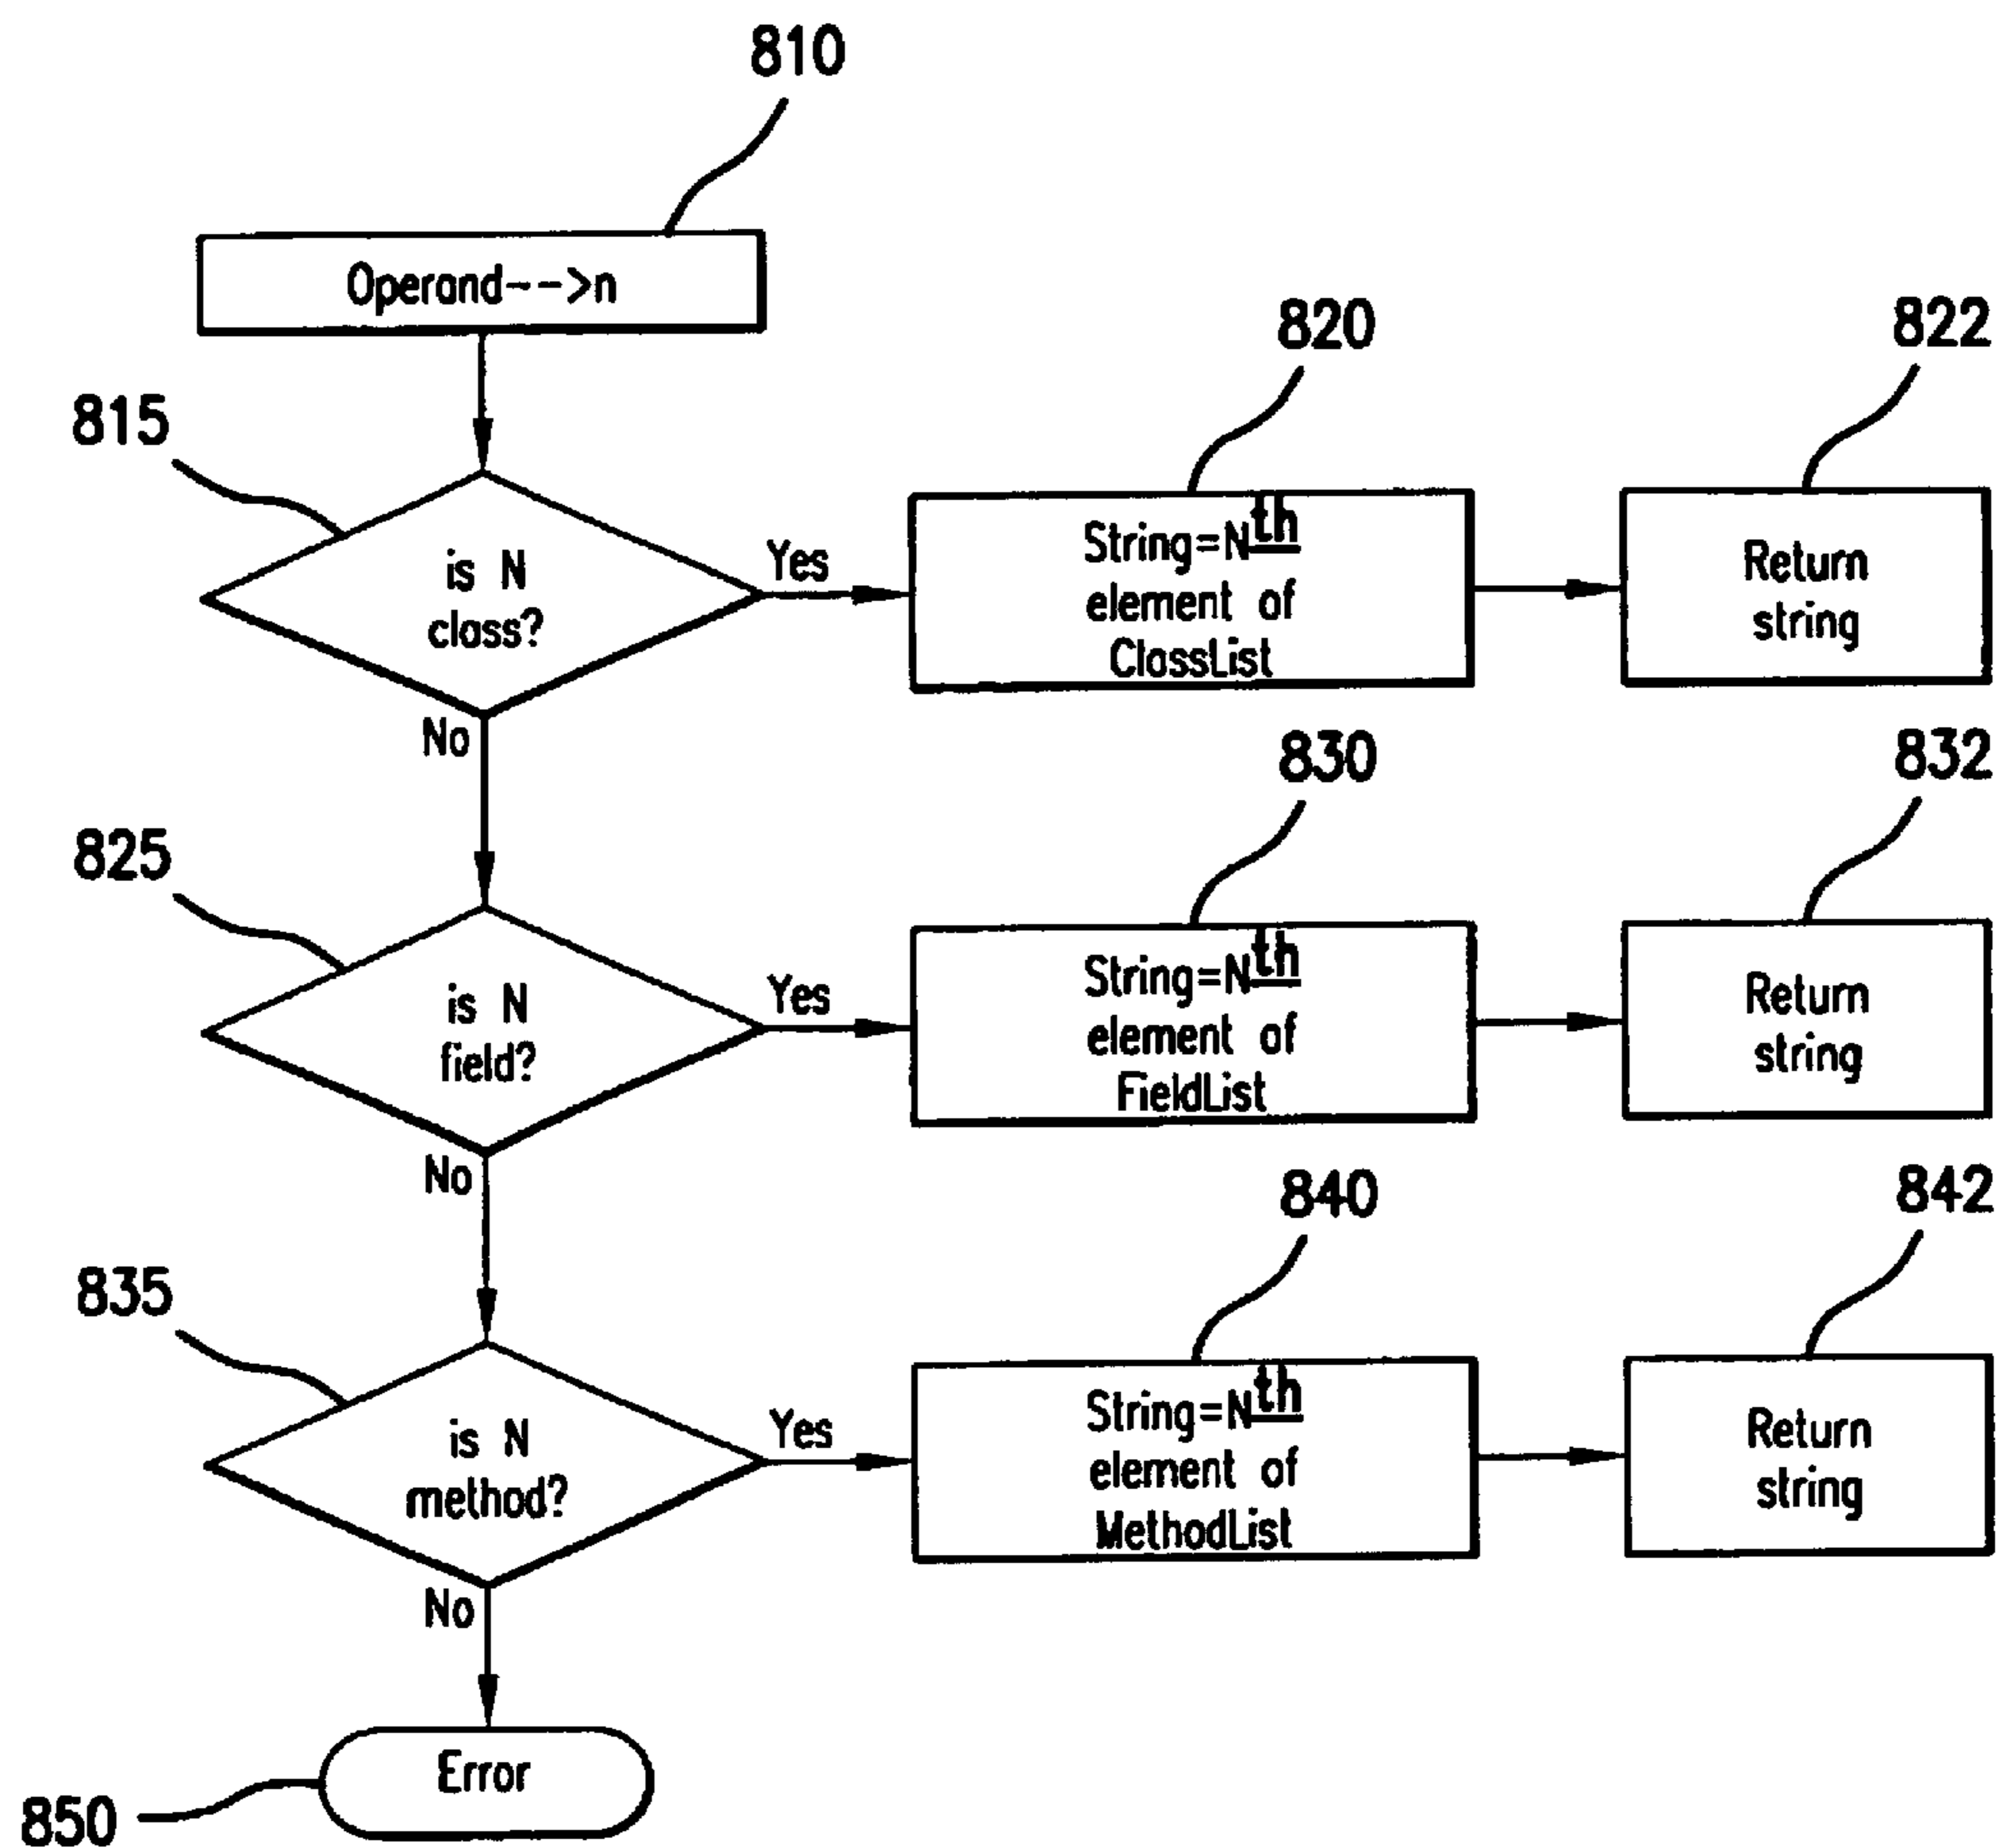 810
Operand-->n
815
is N
class?
Yes
No
820
String=Nth
element of
ClassList
822
Return
string
825
is N
field?
Yes
No
830
String=Nth
element of
FieldList
832
Return
string
835
is N
method?
Yes
No
840
String=Nth
element of
MethodList
842
Return
string
Error
850